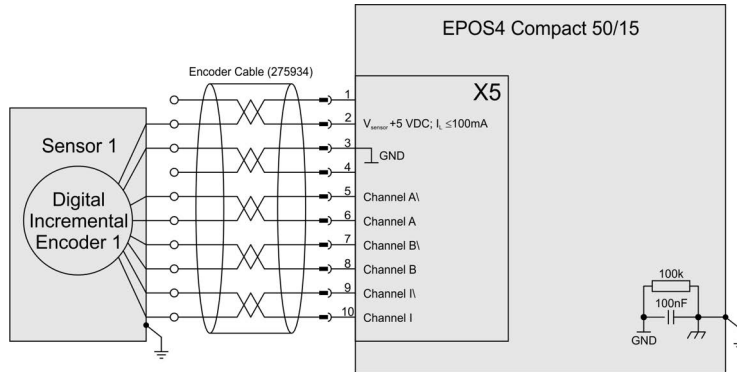 EPOS4 Compact 50/15
Encoder Cable (275934)
X5
1
2
Vsensor +5 VDC; IL ≤100mA
3
GND
4
5
Channel A\
6
Channel A
7
Channel B\
8
Channel B
9
Channel I\
10
Channel I
Sensor 1
Digital
Incremental
Encoder 1
100k
100nF
GND